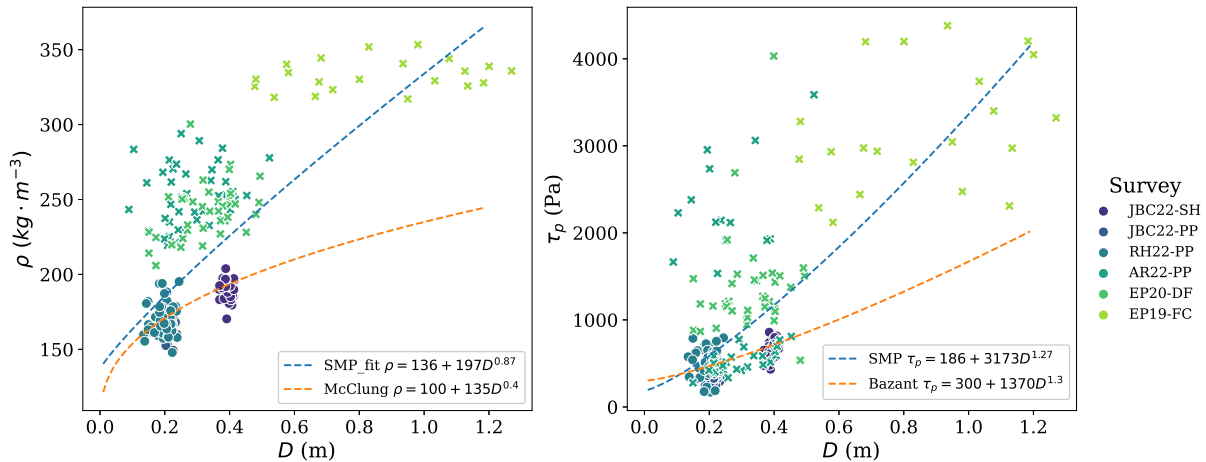 350
300
250
200
150
ρ (kg · m⁻³)
0.0 0.2 0.4 0.6 0.8 1.0 1.2
D (m)
SMP_fit ρ = 136 + 197D^0.87
McClung ρ = 100 + 135D^0.4
4000
3000
2000
1000
0
τₚ (Pa)
0.0 0.2 0.4 0.6 0.8 1.0 1.2
D (m)
SMP τₚ = 186 + 3173D^1.27
Bazant τₚ = 300 + 1370D^1.3
Survey
JBC22-SH
JBC22-PP
RH22-PP
AR22-PP
EP20-DF
EP19-FC